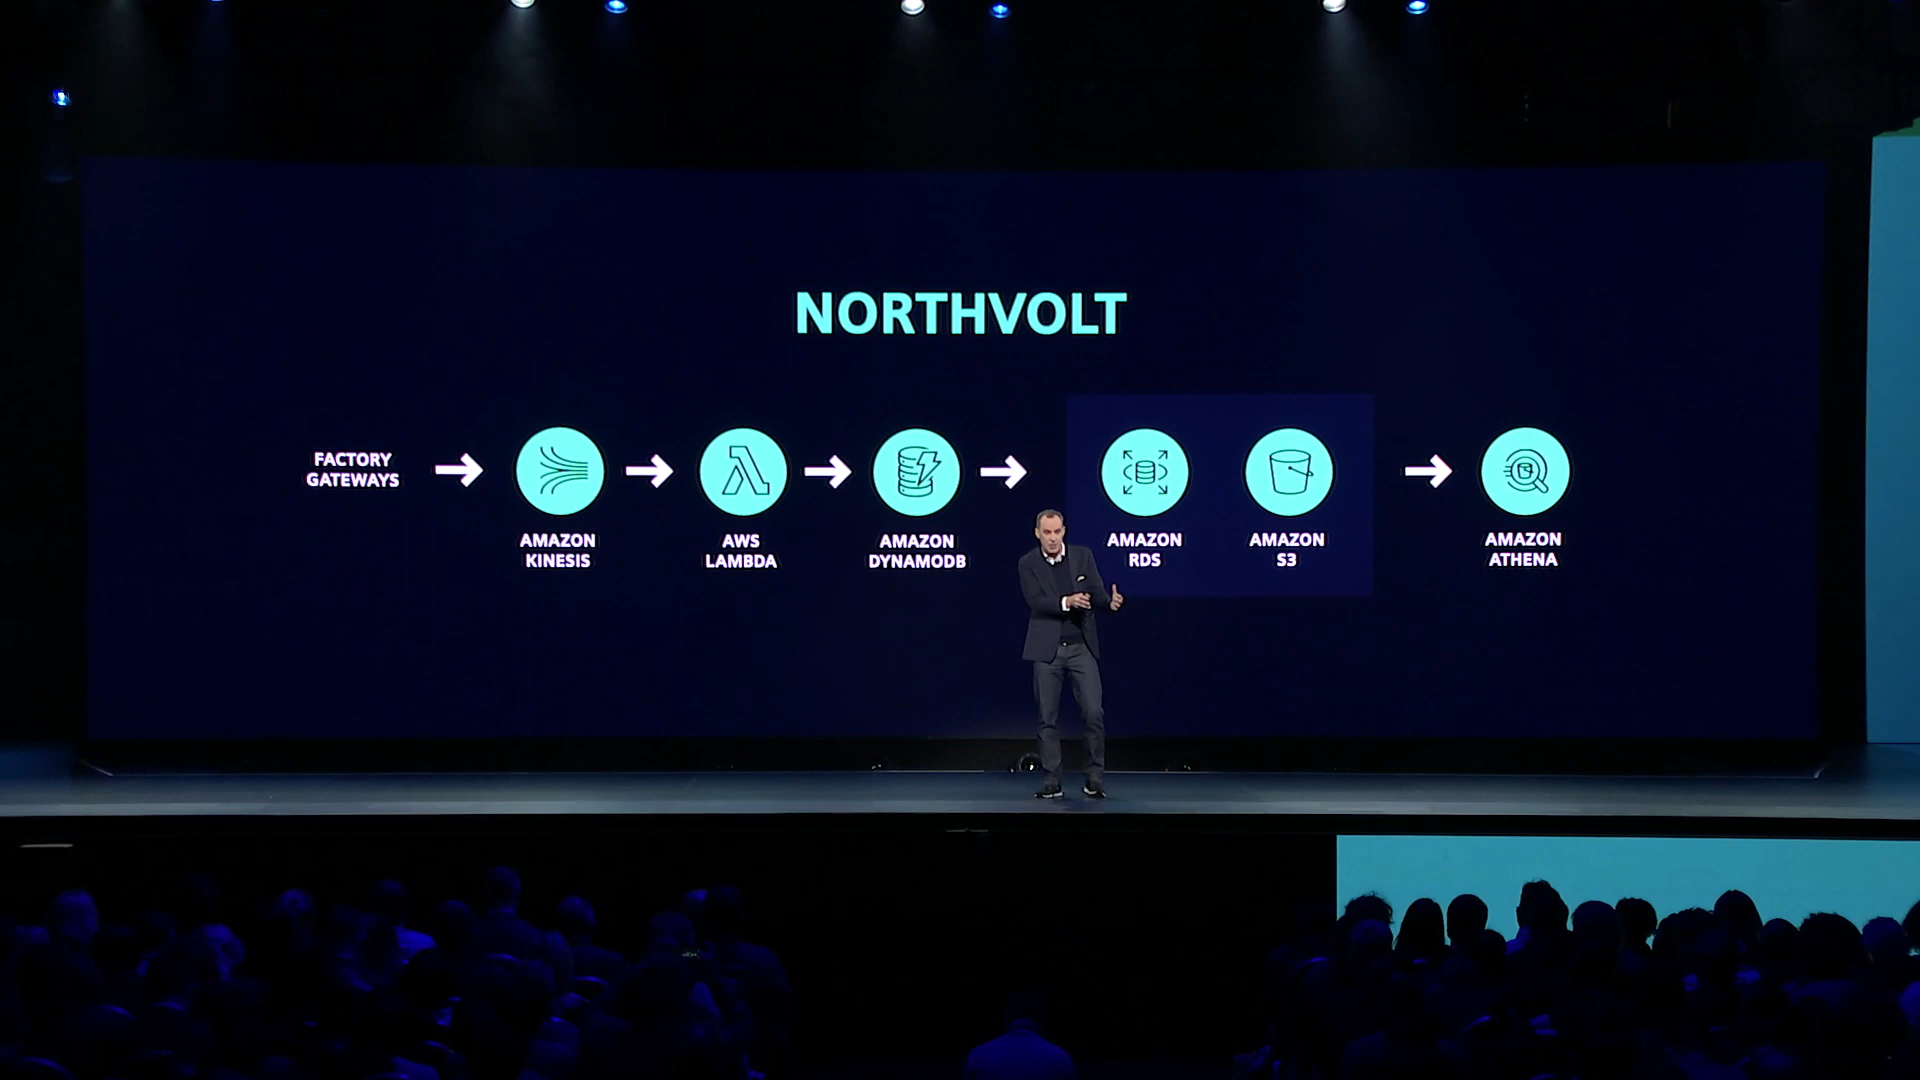 NORTHVOLT
FACTORY
GATEWAYS
AMAZON
KINESIS
AWS
LAMBDA
AMAZON
DYNAMODB
AMAZON
RDS
AMAZON
S3
AMAZON
ATHENA